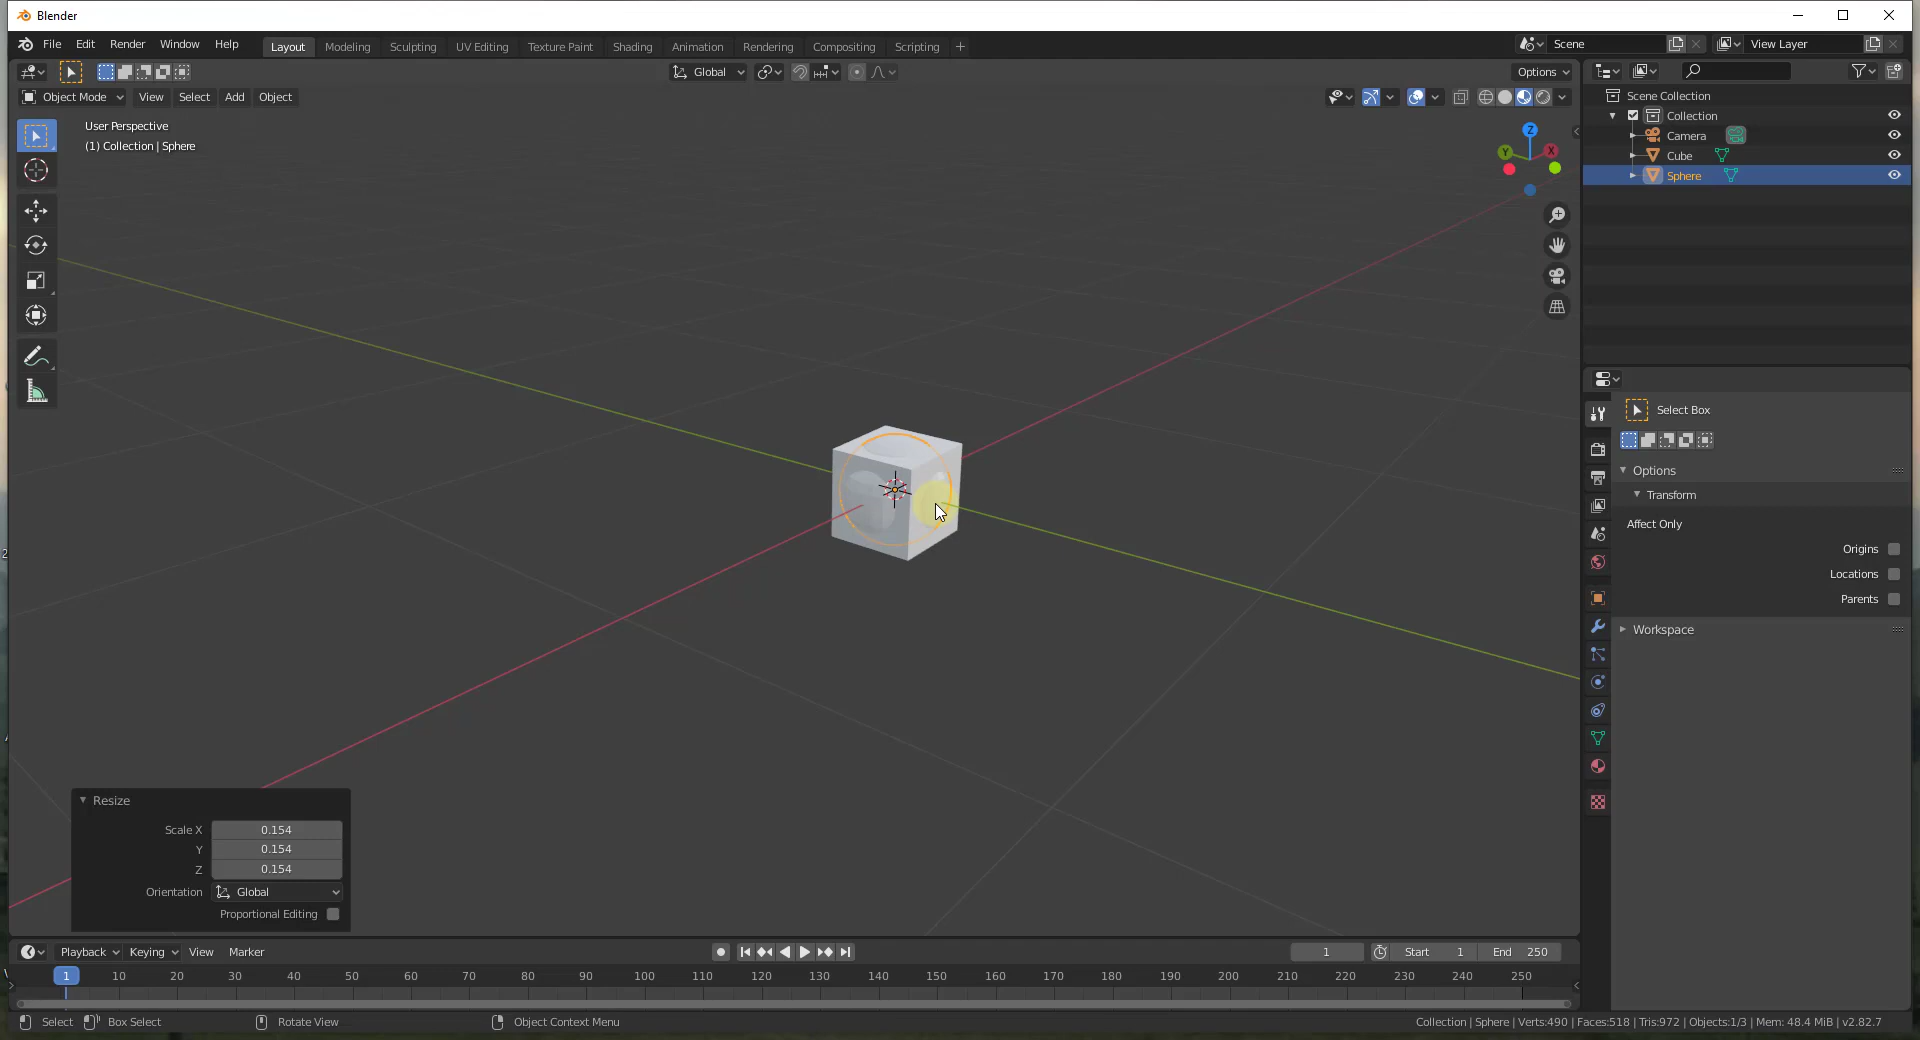 Blender
File Edit Render Window Help Layout Modeling Sculpting UV Editing Texture Paint Shading Animation Rendering Compositing Scripting + Scene View Layer
Global Options
Object Mode View Select Add Object
User Perspective
(1) Collection | Sphere
Z
Y X
Scene Collection
Collection
Camera
Cube
Sphere
Select Box
Options
Transform
Affect Only
Origins
Locations
Parents
Workspace
Resize
Scale X 0.154
Y 0.154
Z 0.154
Orientation Global
Proportional Editing
Playback Keying View Marker 1 Start 1 End 250
1 10 20 30 40 50 60 70 80 90 100 110 120 130 140 150 160 170 180 190 200 210 220 230 240 250
Select Box Select Rotate View Object Context Menu Collection | Sphere | Verts:490 | Faces:518 | Tris:972 | Objects:1/3 | Mem: 48.4 MiB | v2.82.7